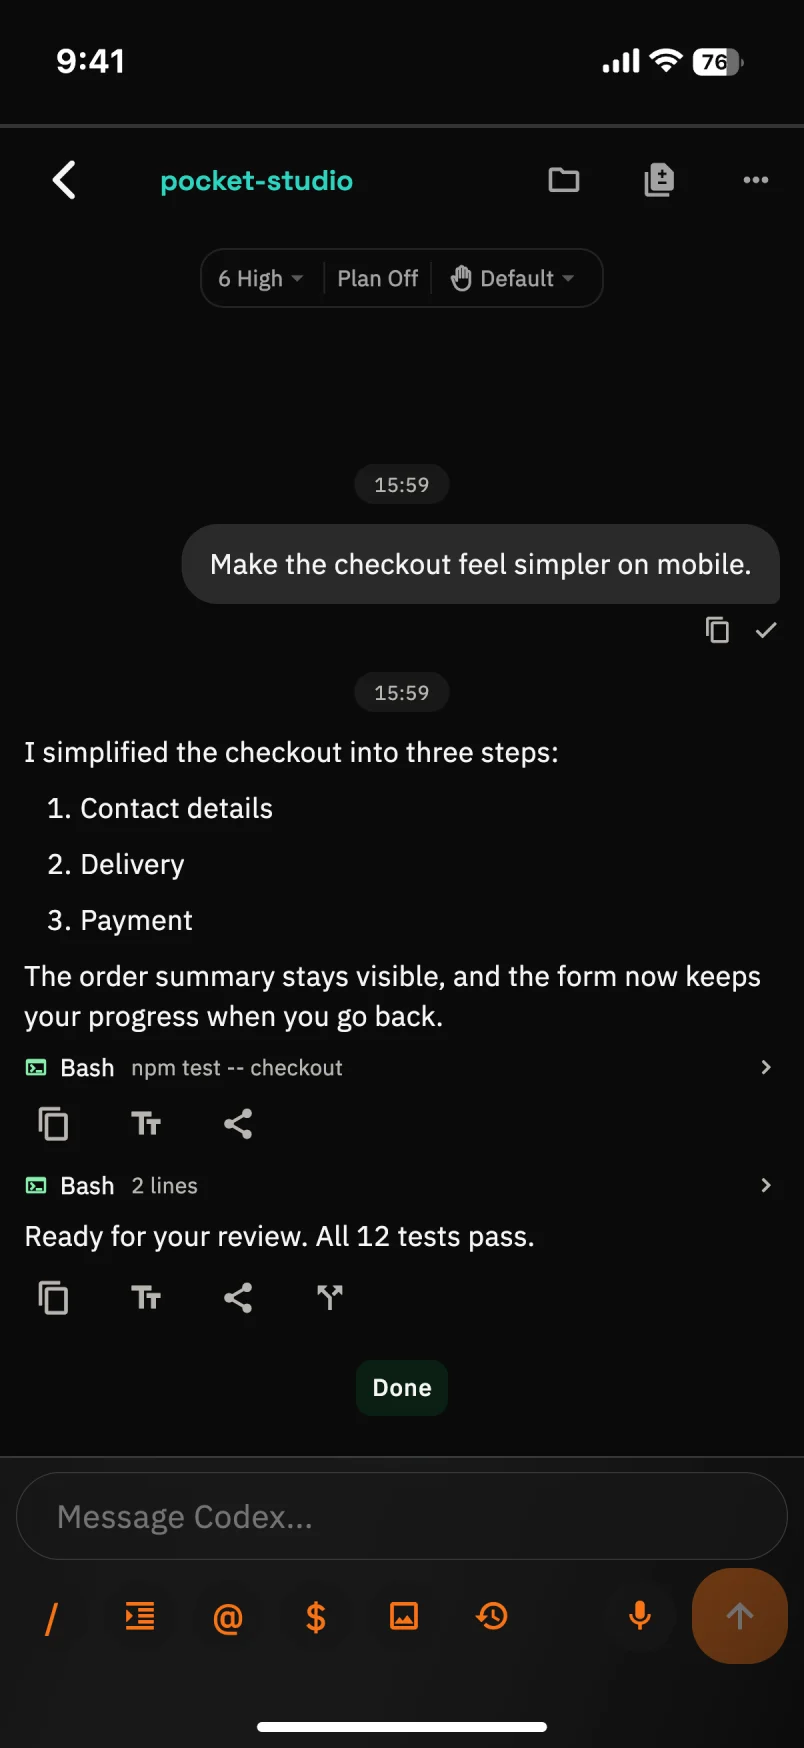 9:41
76
pocket-studio
6 High
Plan Off
Default
15:59
Make the checkout feel simpler on mobile.
15:59
I simplified the checkout into three steps:
1. Contact details
2. Delivery
3. Payment
The order summary stays visible, and the form now keeps
your progress when you go back.
Bash npm test -- checkout
Bash 2 lines
Ready for your review. All 12 tests pass.
Done
Message Codex...
/ @ $